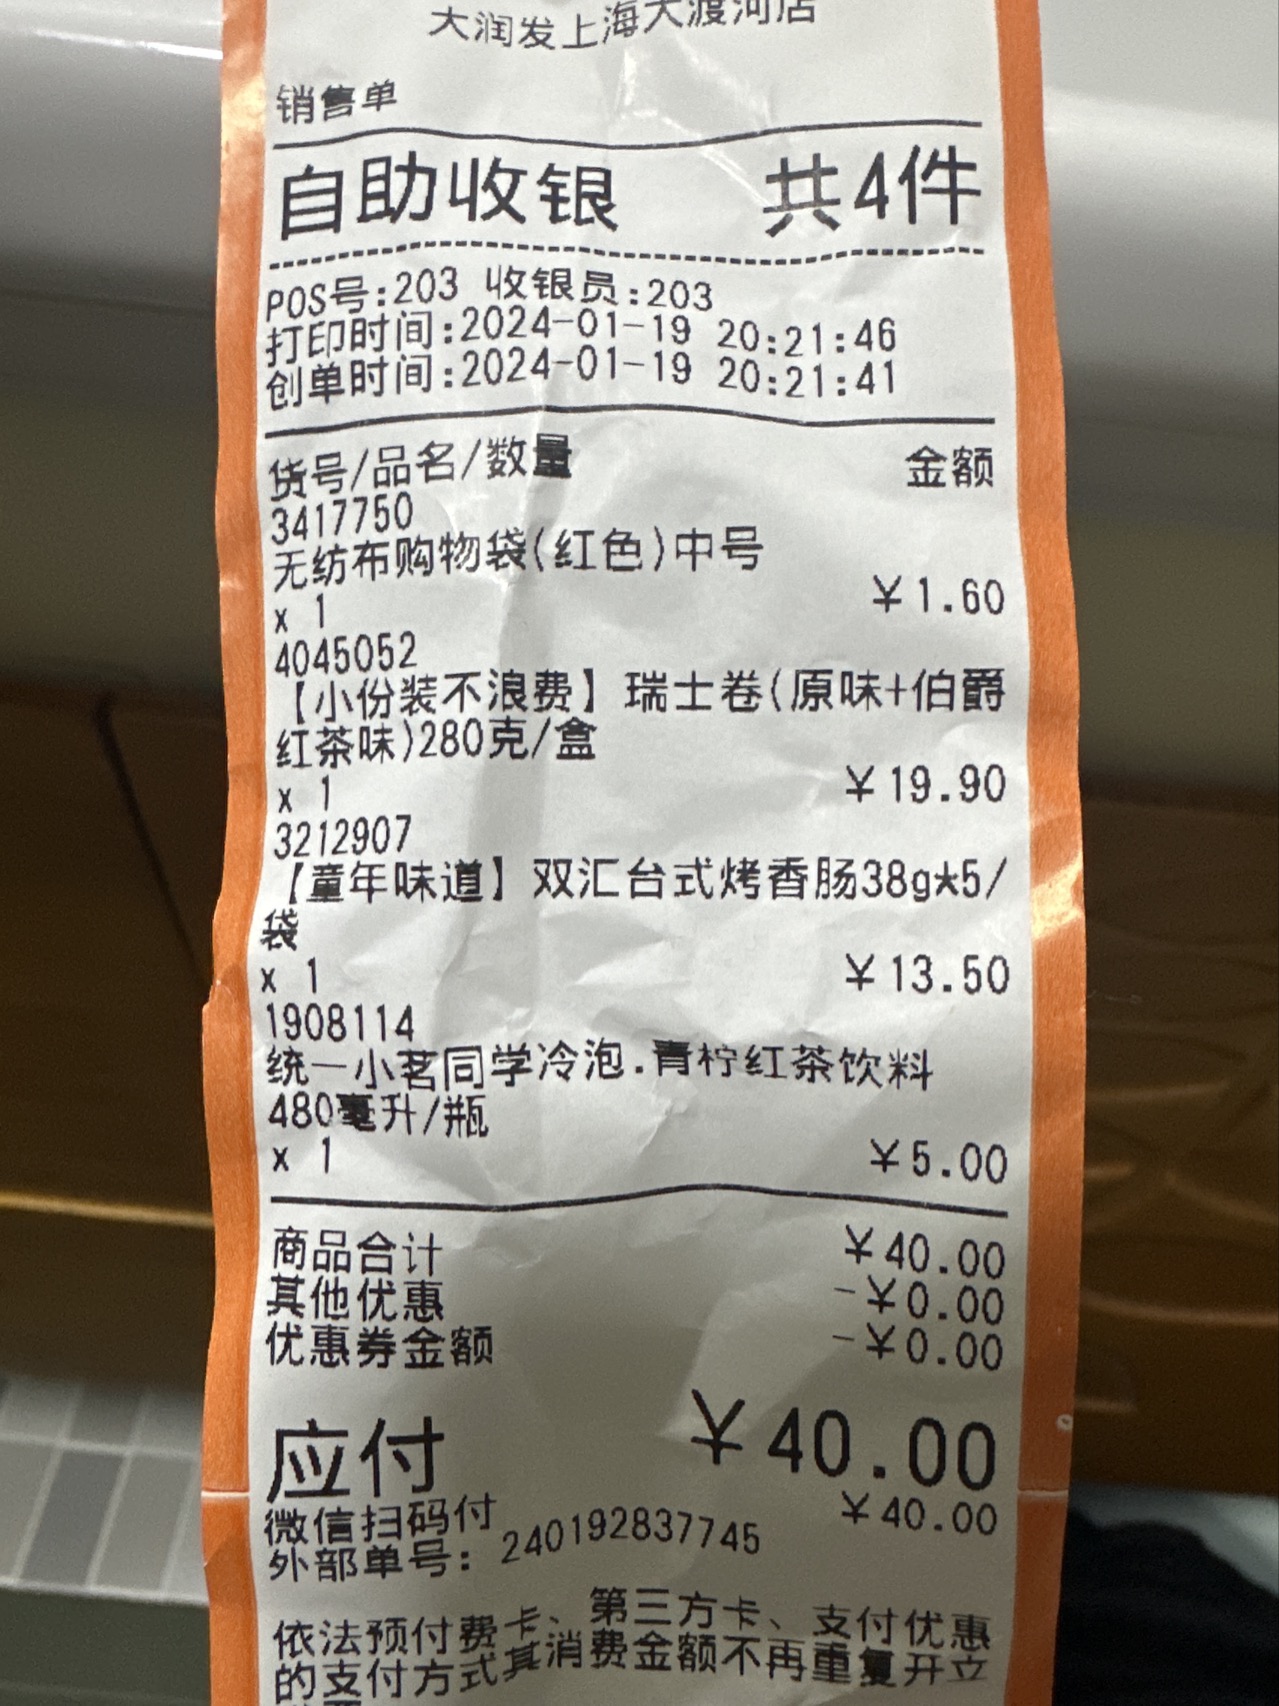 大润发上海大渡河店
销售单
自助收银 共4件
POS号:203 收银员:203
打印时间:2024-01-19 20:21:46
创单时间:2024-01-19 20:21:41
货号/品名/数量 金额
3417750
无纺布购物袋(红色)中号
x 1 ￥1.60
4045052
【小份装不浪费】瑞士卷(原味+伯爵
红茶味)280克/盒
x 1 ￥19.90
3212907
【童年味道】双汇台式烤香肠38g*5/
袋
x 1 ￥13.50
1908114
统一小茗同学冷泡.青柠红茶饮料
480毫升/瓶
x 1 ￥5.00
商品合计 ￥40.00
其他优惠 -￥0.00
优惠券金额 -￥0.00
应付 ￥40.00
微信扫码付 ￥40.00
外部单号: 240192837745
依法预付费卡、第三方卡、支付优惠
的支付方式其消费金额不再重复开立